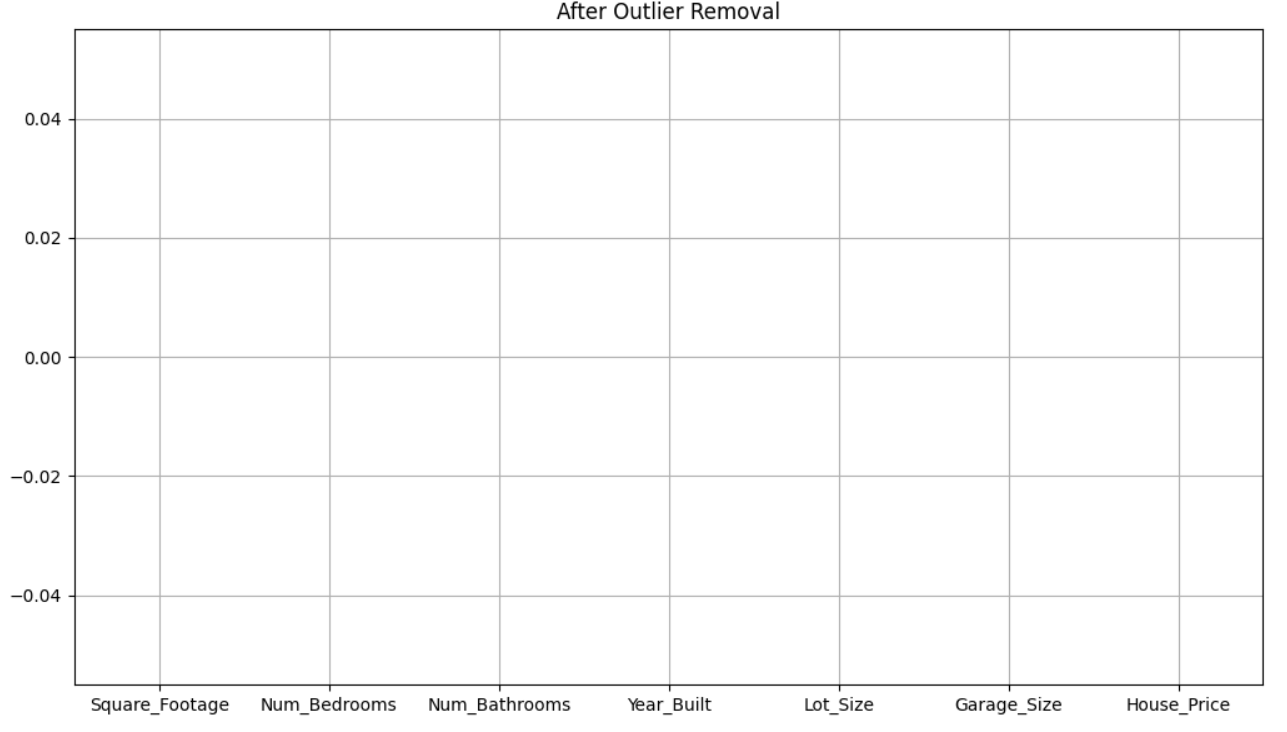 After Outlier Removal
0.04
0.02
0.00
−0.02
−0.04
Square_Footage Num_Bedrooms Num_Bathrooms Year_Built Lot_Size Garage_Size House_Price